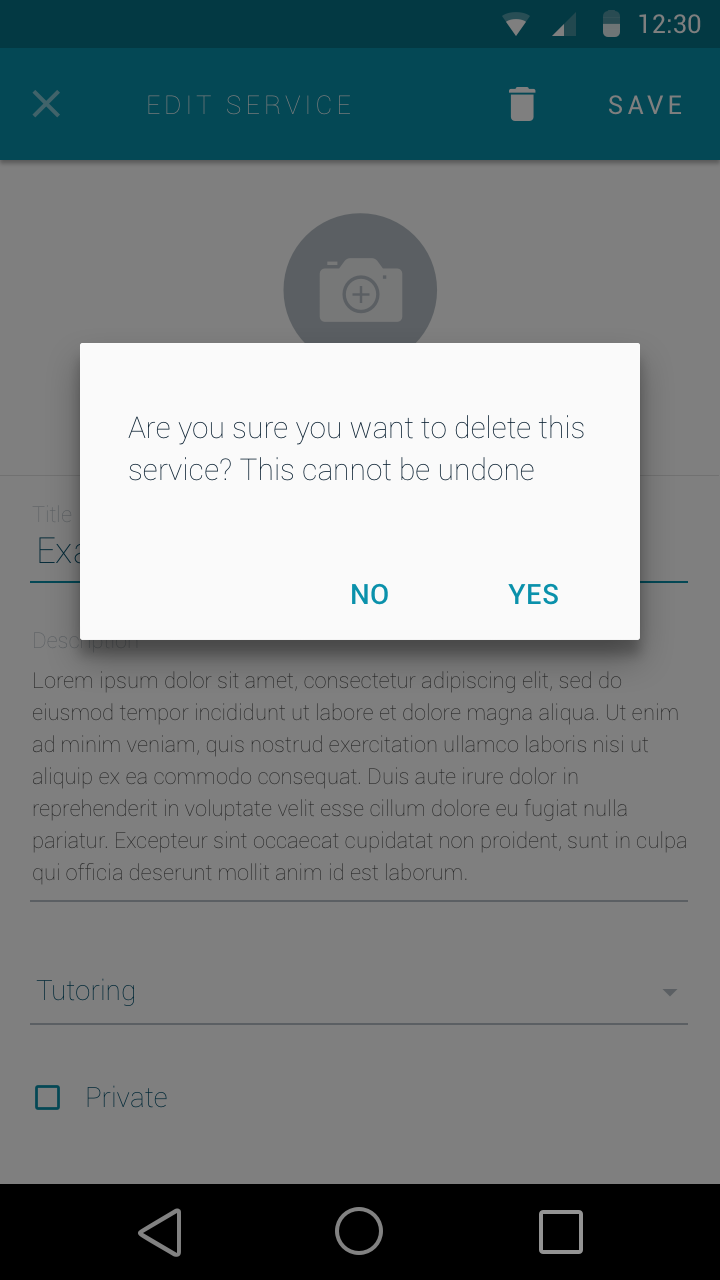 12:30
EDIT SERVICE
SAVE
Are you sure you want to delete this
service? This cannot be undone
NO
YES
Title
Description
Lorem ipsum dolor sit amet, consectetur adipiscing elit, sed do
eiusmod tempor incididunt ut labore et dolore magna aliqua. Ut enim
ad minim veniam, quis nostrud exercitation ullamco laboris nisi ut
aliquip ex ea commodo consequat. Duis aute irure dolor in
reprehenderit in voluptate velit esse cillum dolore eu fugiat nulla
pariatur. Excepteur sint occaecat cupidatat non proident, sunt in culpa
qui officia deserunt mollit anim id est laborum.
Tutoring
Private